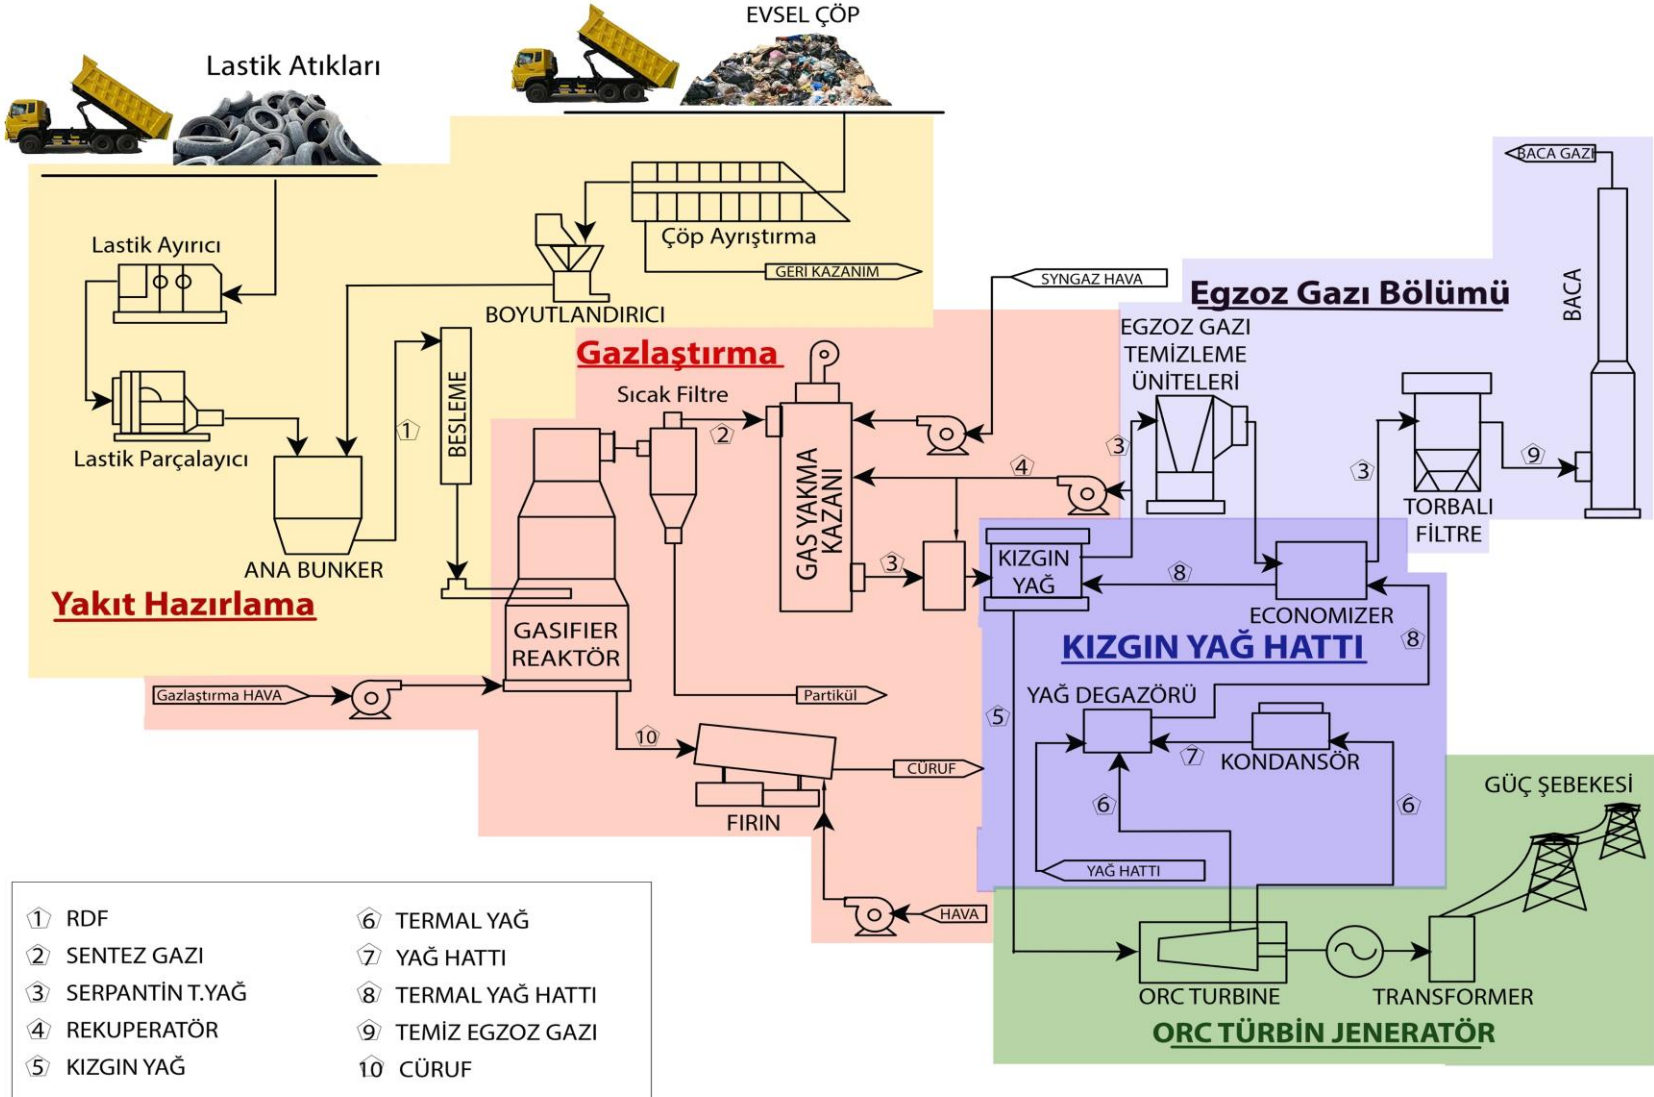 EVSEL ÇÖP
Lastik Atıkları
BACA GAZI
Lastik Ayırıcı
Çöp Ayrıştırma
GERİ KAZANIM
SYNGAZ HAVA
Egzoz Gazı Bölümü
BACA
BOYUTLANDIRICI
EGZOZ GAZI
TEMİZLEME
ÜNİTELERİ
Gazlaştırma
Sıcak Filtre
BESLEME
1
2
3
4
3
9
Lastik Parçalayıcı
GAS YAKMA
KAZANI
TORBALI
FİLTRE
ANA BUNKER
3
KIZGIN
YAĞ
8
ECONOMIZER
Yakıt Hazırlama
GASIFIER
REAKTÖR
KIZGIN YAĞ HATTI
8
Gazlaştırma HAVA
Partikül
YAĞ DEGAZÖRÜ
5
10
7
KONDANSÖR
CÜRUF
GÜÇ ŞEBEKESİ
6
6
FIRIN
YAĞ HATTI
HAVA
ORC TURBINE
TRANSFORMER
ORC TÜRBİN JENERATÖR
1 RDF
2 SENTEZ GAZI
3 SERPANTİN T.YAĞ
4 REKUPERATÖR
5 KIZGIN YAĞ
6 TERMAL YAĞ
7 YAĞ HATTI
8 TERMAL YAĞ HATTI
9 TEMİZ EGZOZ GAZI
10 CÜRUF